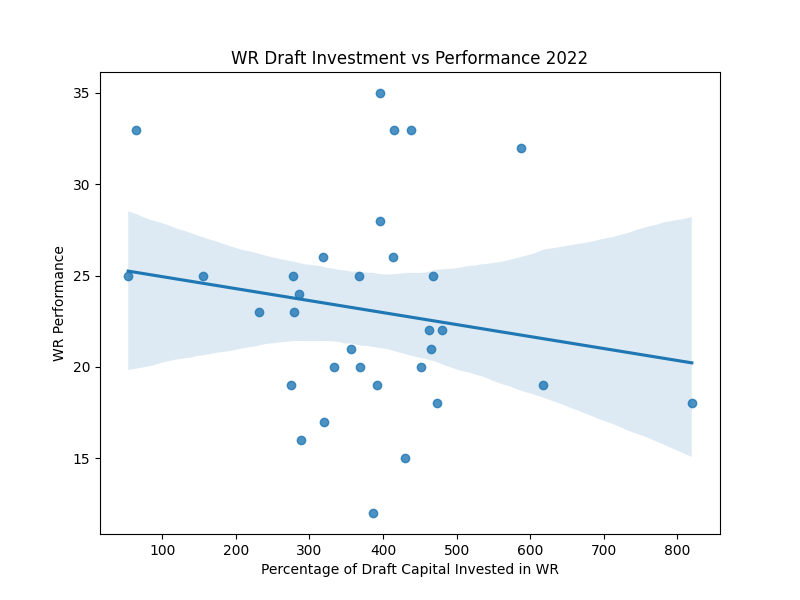 WR Draft Investment vs Performance 2022
35
30
25
20
15
WR Performance
100 200 300 400 500 600 700 800
Percentage of Draft Capital Invested in WR